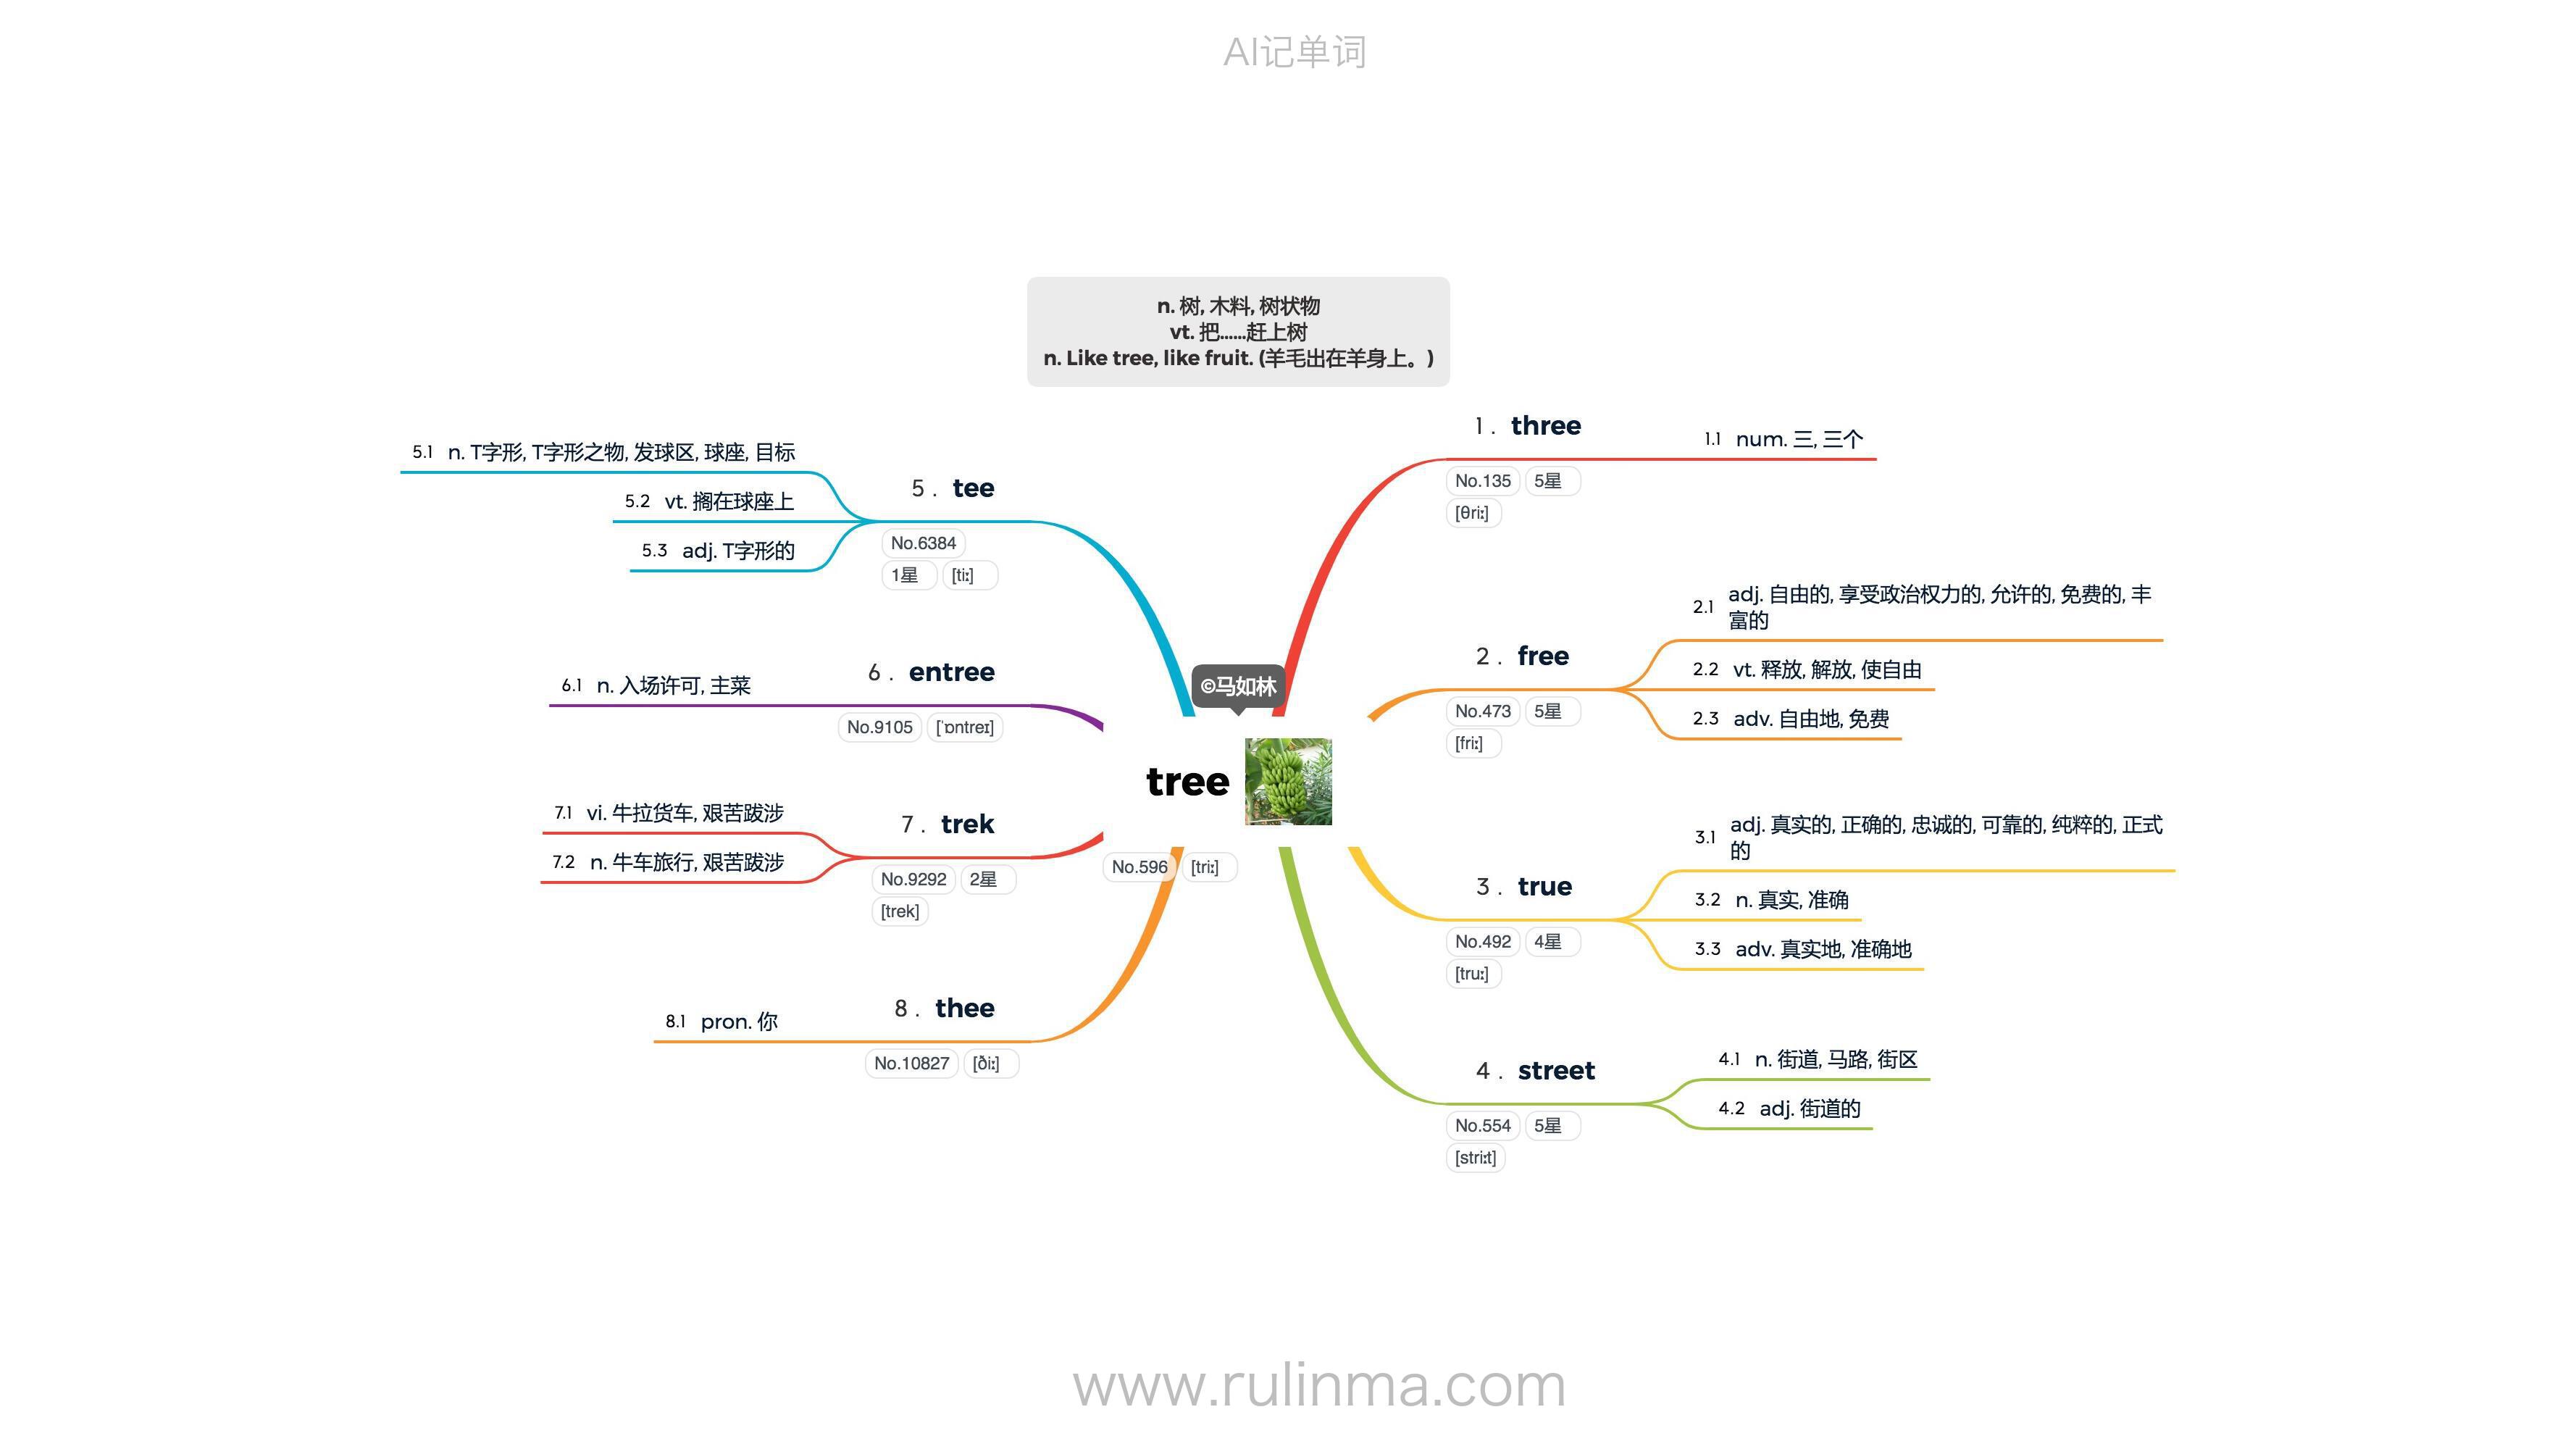 AI记单词
n. 树, 木料, 树状物
vt. 把......赶上树
n. Like tree, like fruit. (羊毛出在羊身上。)
©马如林
tree
No.596 [triː]
1. three
No.135 5星
[θriː]
1.1 num. 三, 三个
2. free
No.473 5星
[friː]
2.1 adj. 自由的, 享受政治权力的, 允许的, 免费的, 丰
富的
2.2 vt. 释放, 解放, 使自由
2.3 adv. 自由地, 免费
3. true
No.492 4星
[truː]
3.1 adj. 真实的, 正确的, 忠诚的, 可靠的, 纯粹的, 正式
的
3.2 n. 真实, 准确
3.3 adv. 真实地, 准确地
4. street
No.554 5星
[striːt]
4.1 n. 街道, 马路, 街区
4.2 adj. 街道的
5. tee
No.6384
1星 [tiː]
5.1 n. T字形, T字形之物, 发球区, 球座, 目标
5.2 vt. 搁在球座上
5.3 adj. T字形的
6. entree
No.9105 [ˈɒntreɪ]
6.1 n. 入场许可, 主菜
7. trek
No.9292 2星
[trek]
7.1 vi. 牛拉货车, 艰苦跋涉
7.2 n. 牛车旅行, 艰苦跋涉
8. thee
No.10827 [ðiː]
8.1 pron. 你
www.rulinma.com